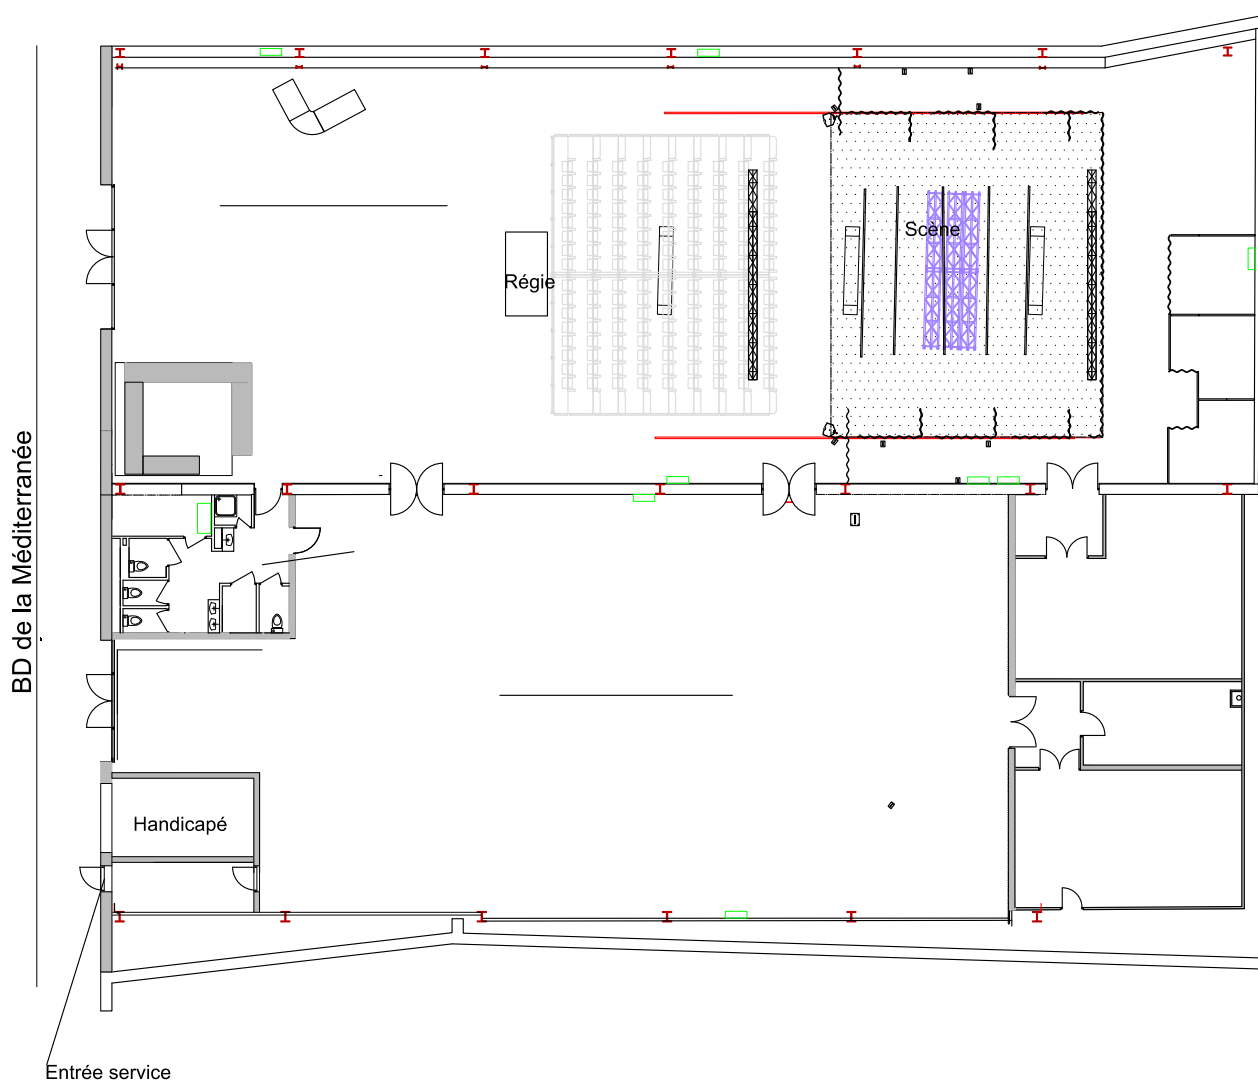 Scène
Régie
BD de la Méditerranée
Handicapé
Entrée service